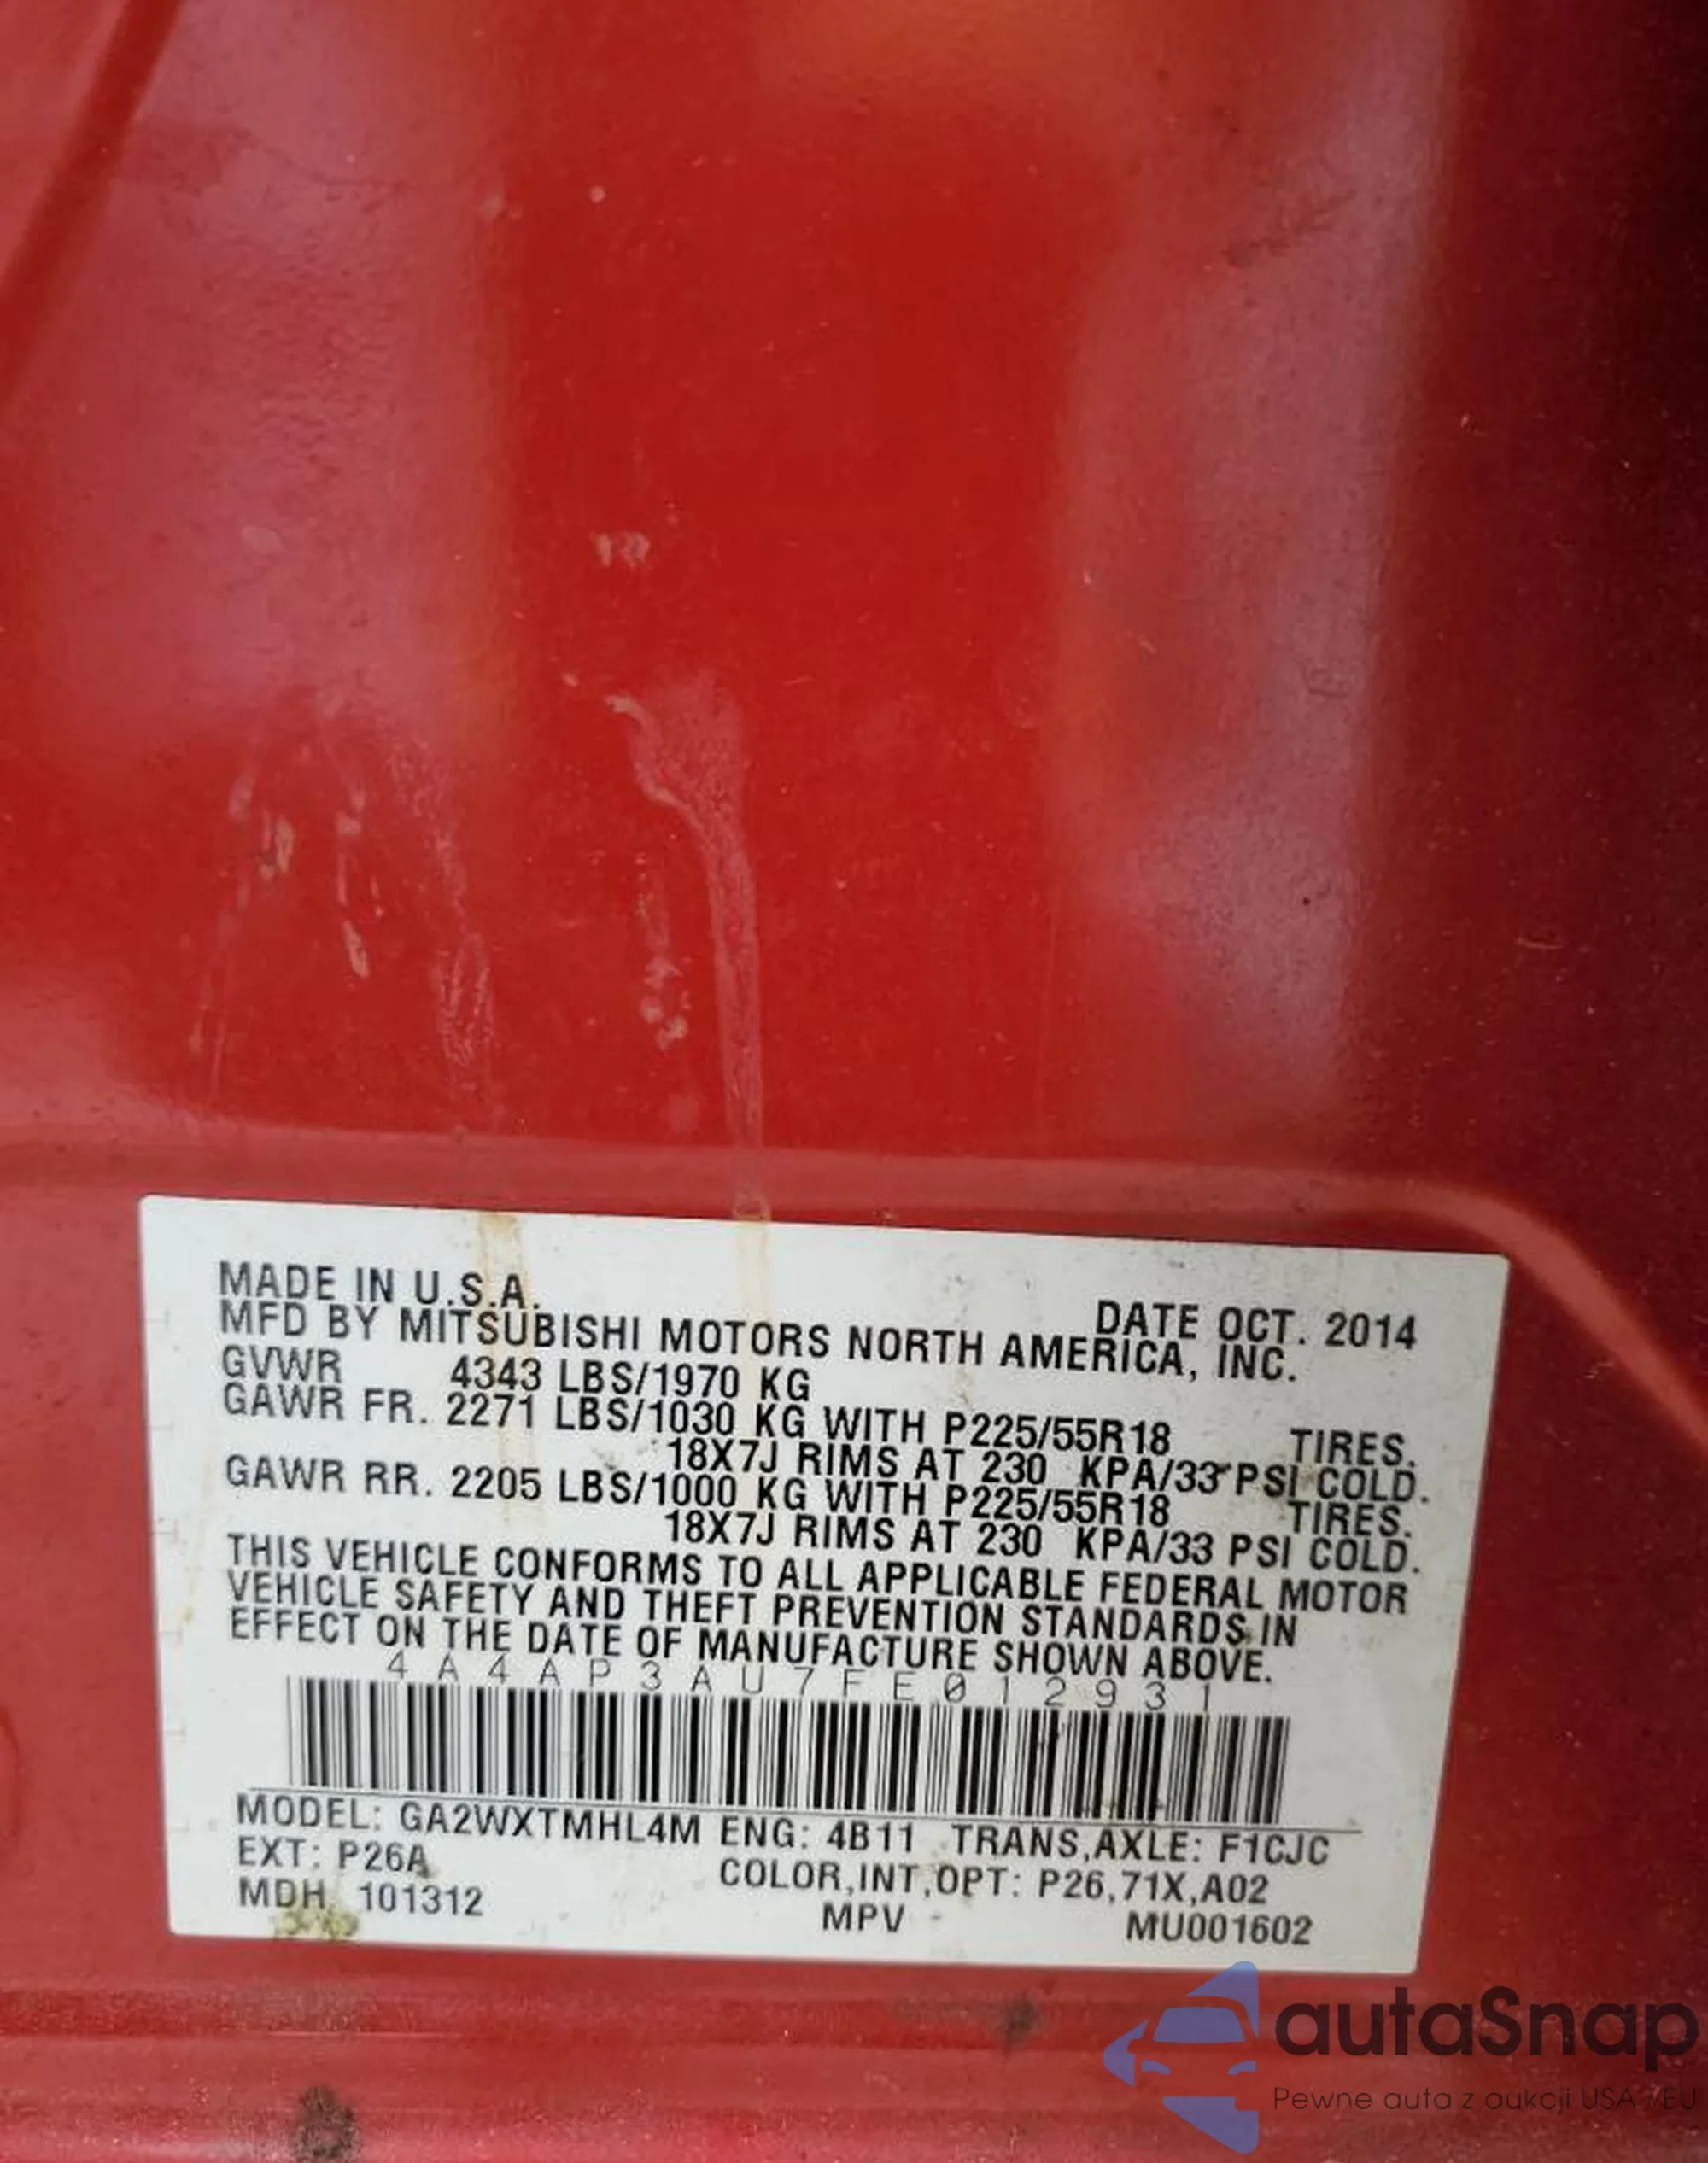 MADE IN U.S.A.
DATE OCT. 2014
MFD BY MITSUBISHI MOTORS NORTH AMERICA, INC.
GVWR 4343 LBS/1970 KG
GAWR FR. 2271 LBS/1030 KG WITH P225/55R18 TIRES.
18X7J RIMS AT 230 KPA/33 PSI COLD.
GAWR RR. 2205 LBS/1000 KG WITH P225/55R18 TIRES.
18X7J RIMS AT 230 KPA/33 PSI COLD.
THIS VEHICLE CONFORMS TO ALL APPLICABLE FEDERAL MOTOR
VEHICLE SAFETY AND THEFT PREVENTION STANDARDS IN
EFFECT ON THE DATE OF MANUFACTURE SHOWN ABOVE.
4A4AP3AU7FE012931
MODEL: GA2WXTMHL4M ENG: 4B11 TRANS,AXLE: F1CJC
EXT: P26A COLOR,INT,OPT: P26,71X,A02
MDH 101312 MPV MU001602
autaSnap
Pewne auta z aukcji USA / EU